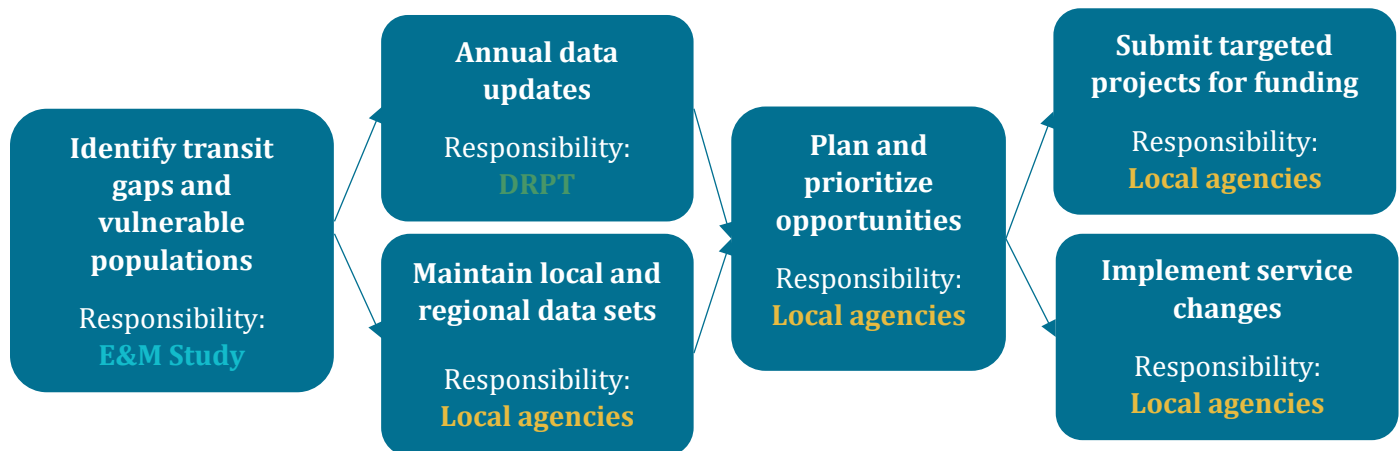 Identify transit
gaps and
vulnerable
populations
Responsibility:
E&M Study
Annual data
updates
Responsibility:
DRPT
Maintain local and
regional data sets
Responsibility:
Local agencies
Plan and
prioritize
opportunities
Responsibility:
Local agencies
Submit targeted
projects for funding
Responsibility:
Local agencies
Implement service
changes
Responsibility:
Local agencies